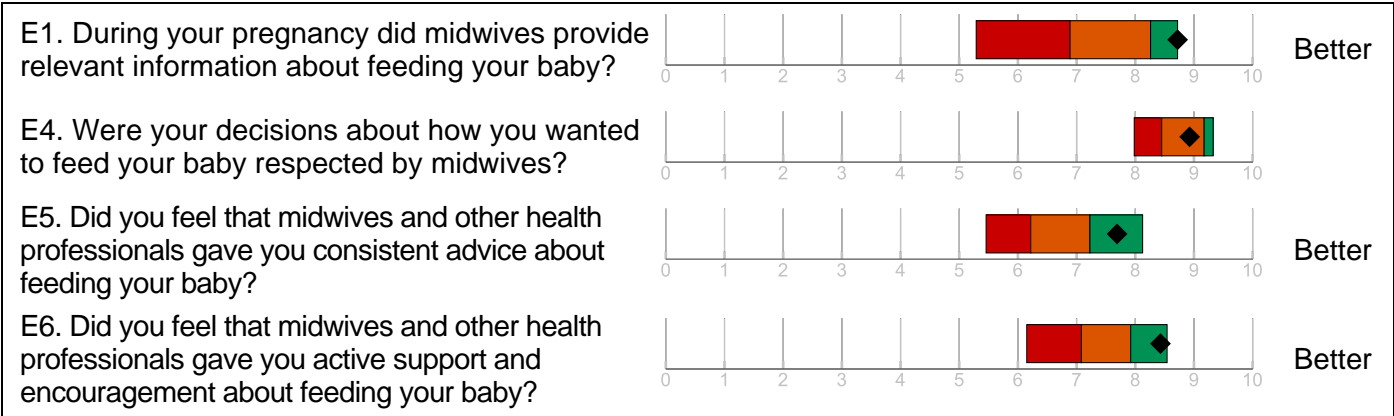 E1. During your pregnancy did midwives provide
relevant information about feeding your baby?
0 1 2 3 4 5 6 7 8 9 10
Better
E4. Were your decisions about how you wanted
to feed your baby respected by midwives?
0 1 2 3 4 5 6 7 8 9 10
E5. Did you feel that midwives and other health
professionals gave you consistent advice about
feeding your baby?
0 1 2 3 4 5 6 7 8 9 10
Better
E6. Did you feel that midwives and other health
professionals gave you active support and
encouragement about feeding your baby?
0 1 2 3 4 5 6 7 8 9 10
Better